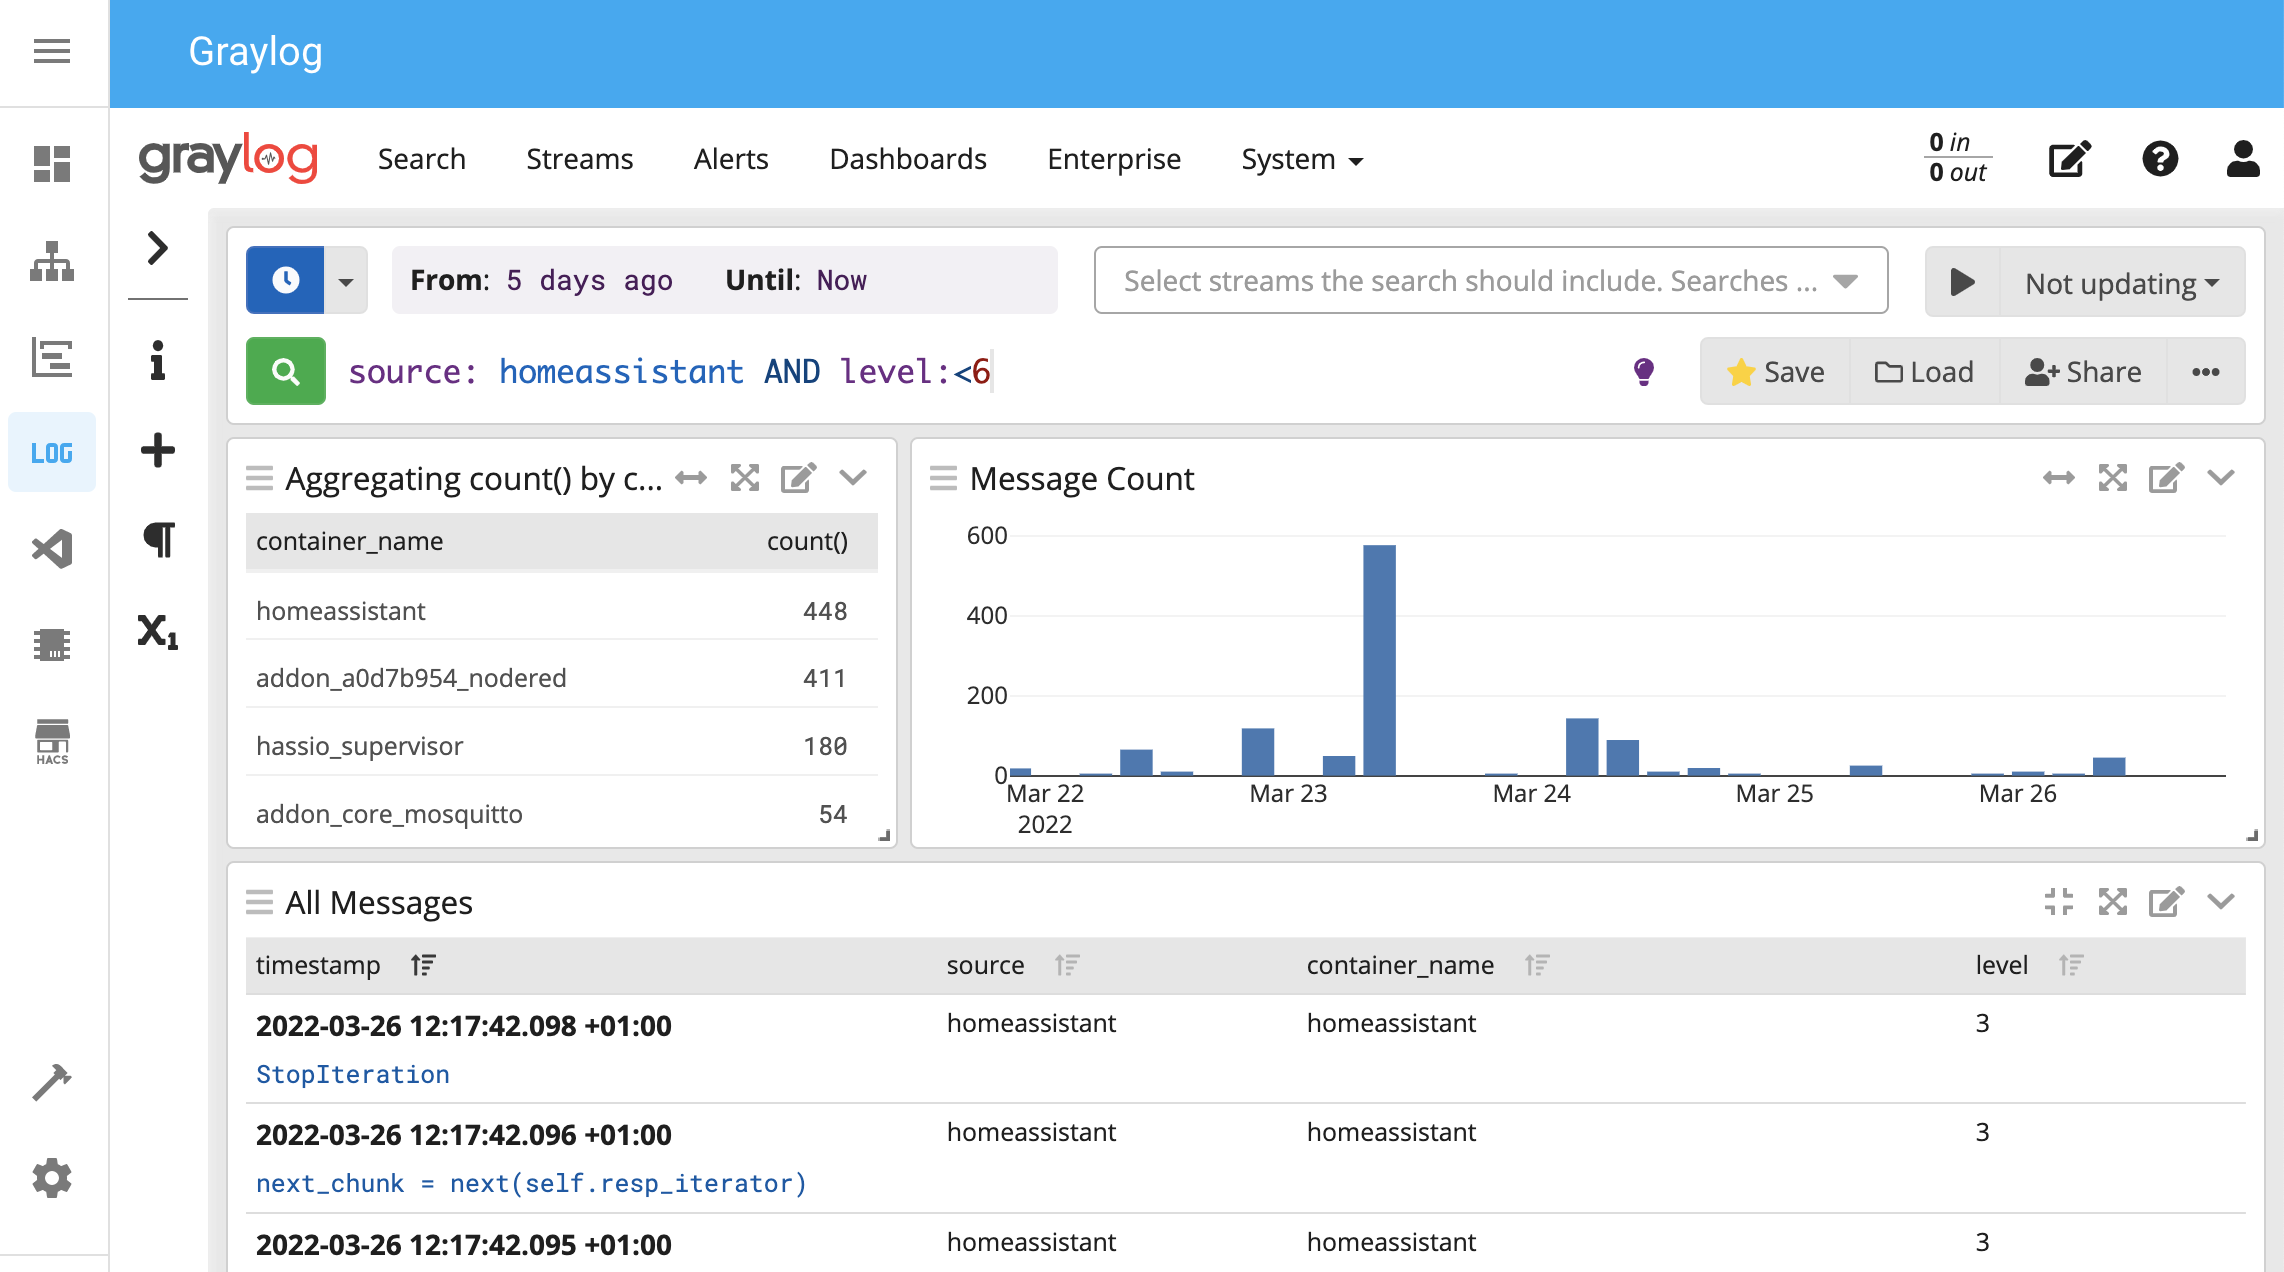 Graylog
graylog Search Streams Alerts Dashboards Enterprise System
0 in
0 out
From: 5 days ago Until: Now
Select streams the search should include. Searches ...
Not updating
source: homeassistant AND level:<6
Save Load Share
LOG
HACS
X1
Aggregating count() by c...
container_name count()
homeassistant 448
addon_a0d7b954_nodered 411
hassio_supervisor 180
addon_core_mosquitto 54
Message Count
600
400
200
0
Mar 22 Mar 23 Mar 24 Mar 25 Mar 26
2022
All Messages
timestamp source container_name level
2022-03-26 12:17:42.098 +01:00 homeassistant homeassistant 3
StopIteration
2022-03-26 12:17:42.096 +01:00 homeassistant homeassistant 3
next_chunk = next(self.resp_iterator)
2022-03-26 12:17:42.095 +01:00 homeassistant homeassistant 3